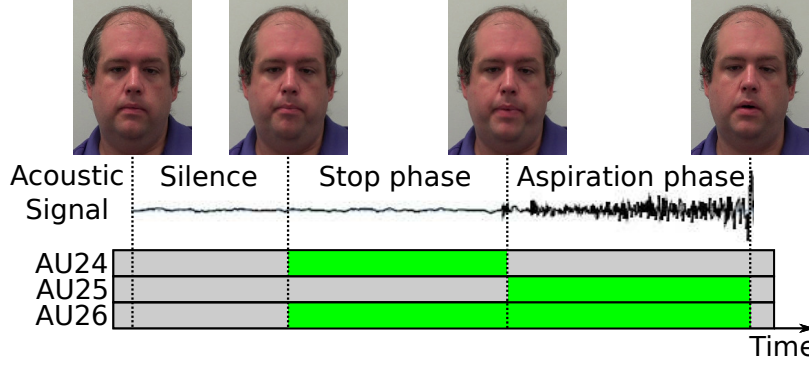 Acoustic Signal
Silence
Stop phase
Aspiration phase
AU24
AU25
AU26
Time